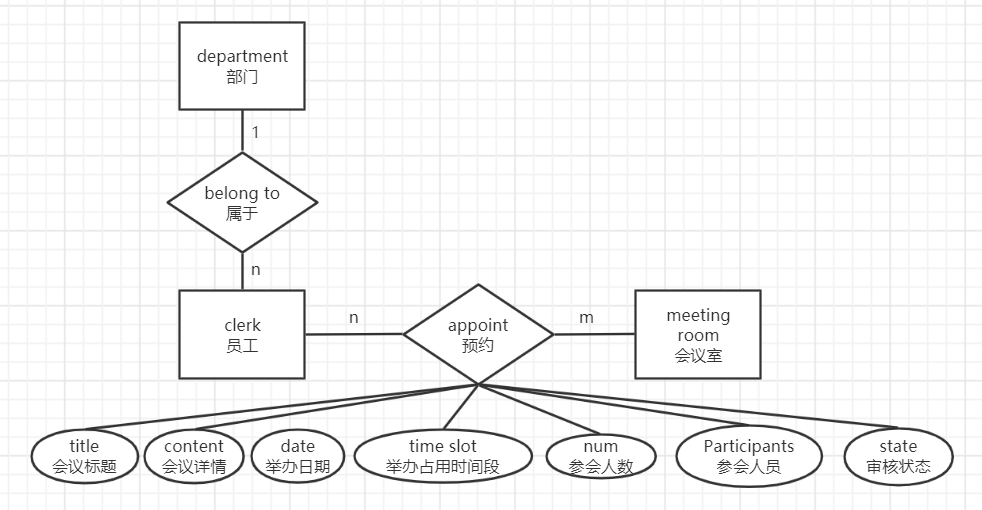 department
部门
1
belong to
属于
n
clerk
员工
n
appoint
预约
m
meeting
room
会议室
title
会议标题
content
会议详情
date
举办日期
time slot
举办占用时间段
num
参会人数
Participants
参会人员
state
审核状态